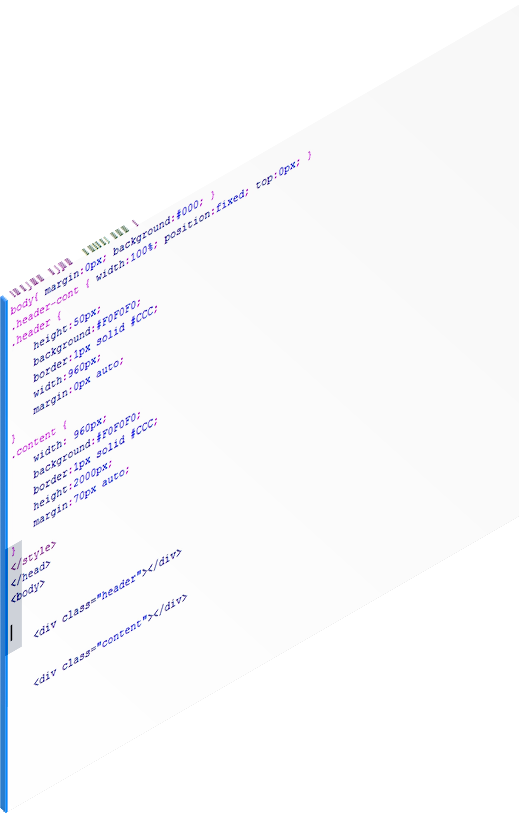 body{ margin:0px; background:#000; }
.header-cont { width:100%; position:fixed; top:0px; }
.header {
height:50px;
background:#F0F0F0;
border:1px solid #CCC;
width:960px;
margin:0px auto;
}
.content {
width: 960px;
background:#F0F0F0;
border:1px solid #CCC;
height:2000px;
margin:70px auto;
}
</style>
</head>
<body>
<div class="header"></div>
<div class="content"></div>